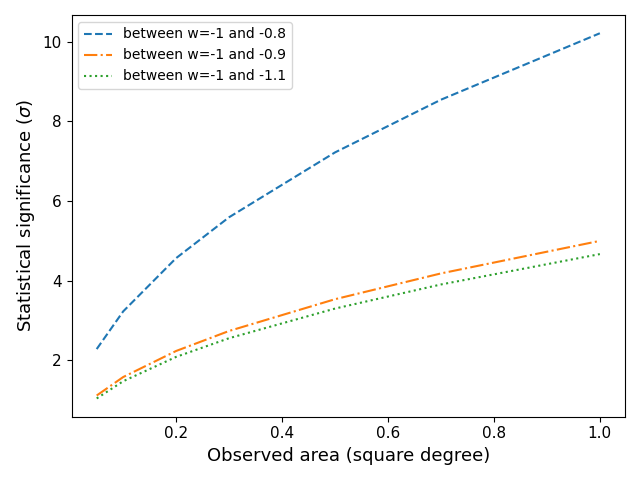 between w=-1 and -0.8
between w=-1 and -0.9
between w=-1 and -1.1
Statistical significance (σ)
10
8
6
4
2
0.2 0.4 0.6 0.8 1.0
Observed area (square degree)